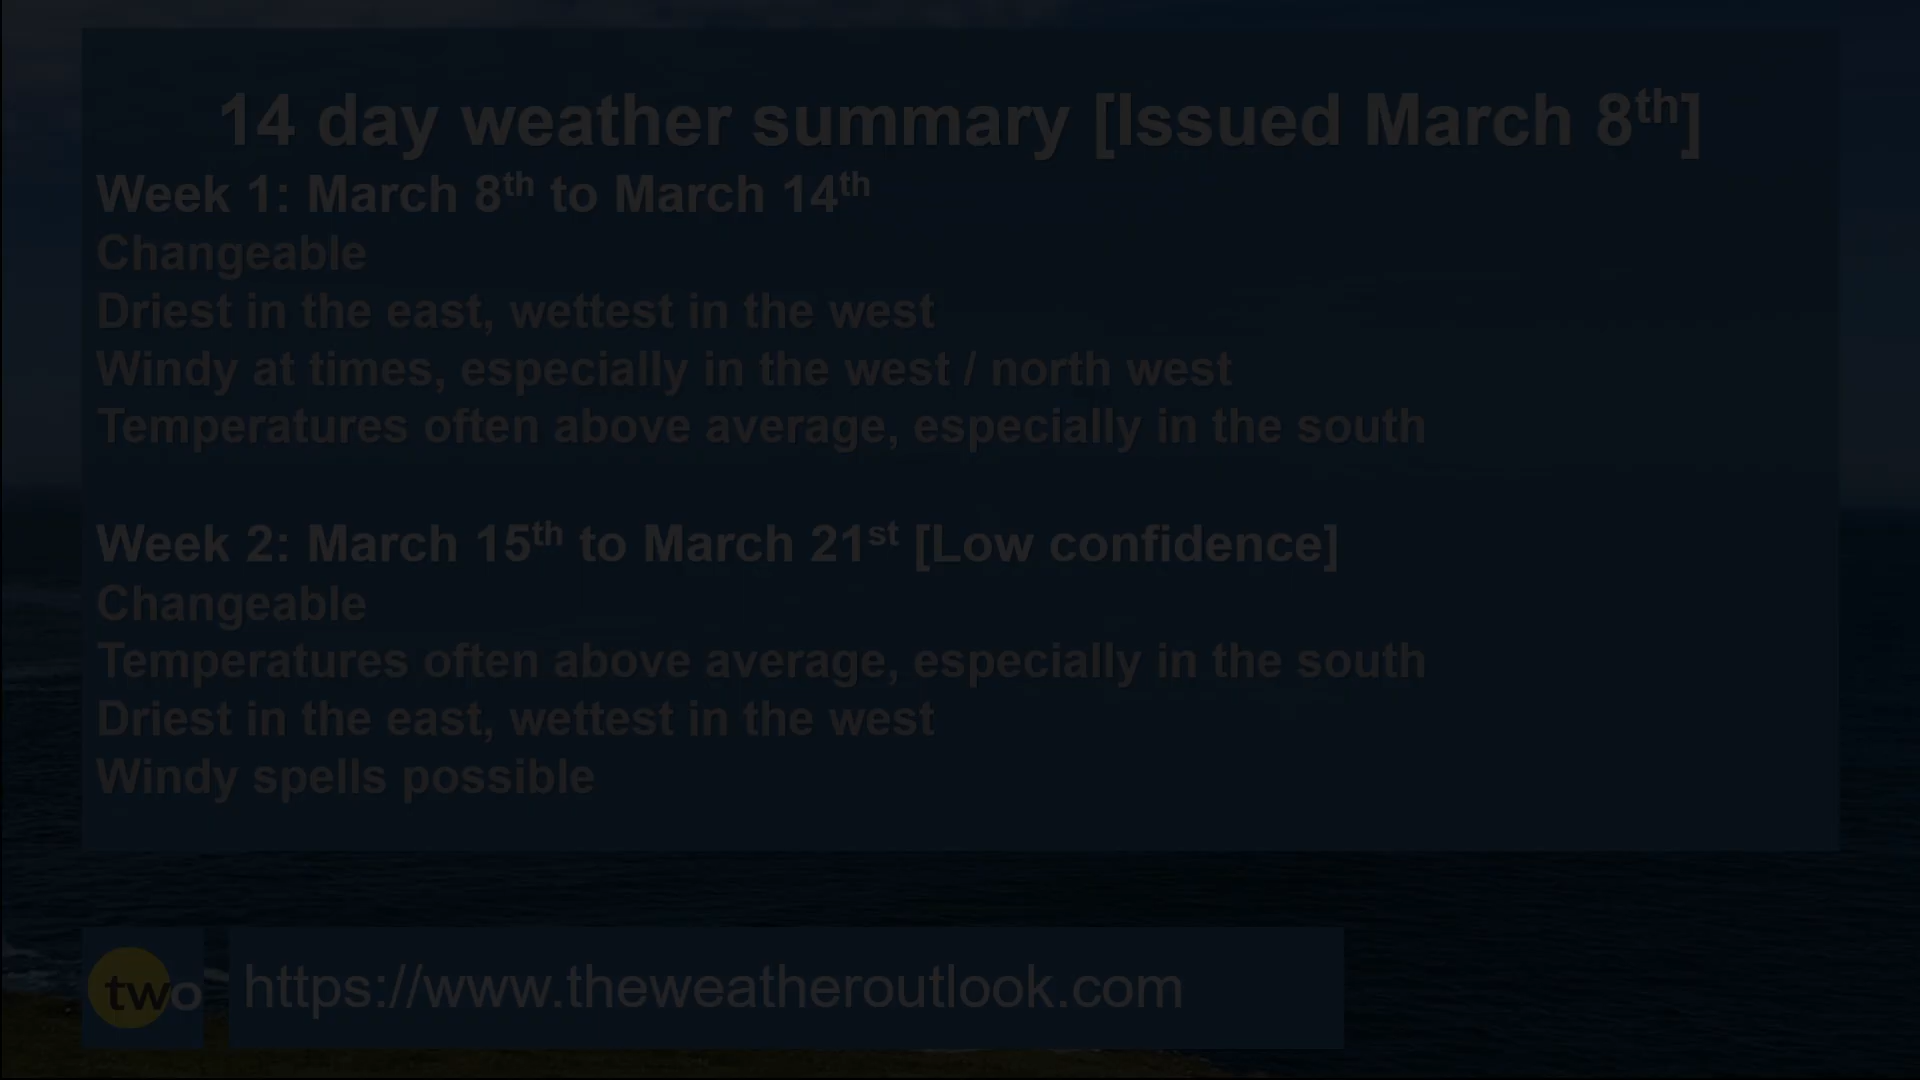 14 day weather summary [Issued March 8th]
Week 1: March 8th to March 14th
Changeable
Driest in the east, wettest in the west
Windy at times, especially in the west / north west
Temperatures often above average, especially in the south
Week 2: March 15th to March 21st [Low confidence]
Changeable
Temperatures often above average, especially in the south
Driest in the east, wettest in the west
Windy spells possible
two
https://www.theweatheroutlook.com